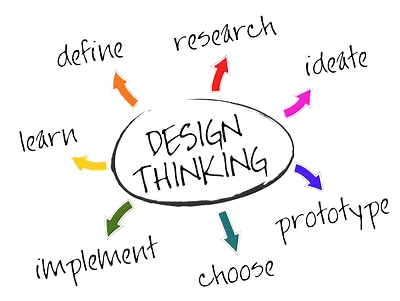 define
research
ideate
learn
DESIGN
THINKING
prototype
implement
choose